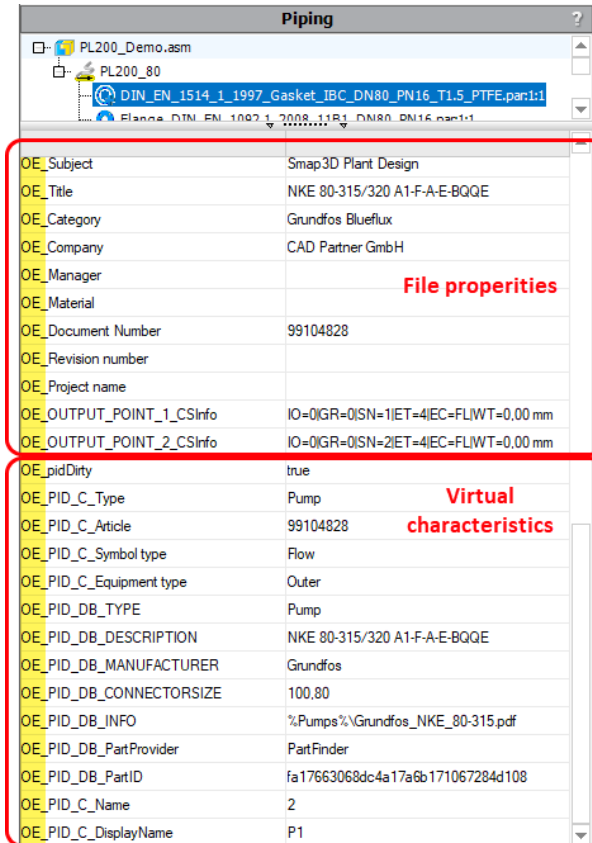 Piping ?
PL200_Demo.asm
PL200_80
DIN_EN_1514_1_1997_Gasket_IBC_DN80_PN16_T1.5_PTFE.par:1:1
Flange_DIN_EN_1092_1_2008_11B1_DN80_PN16.par:1:1
OE_Subject Smap3D Plant Design
OE_Title NKE 80-315/320 A1-F-A-E-BQQE
OE_Category Grundfos Blueflux
OE_Company CAD Partner GmbH
OE_Manager
File properities
OE_Material
OE_Document Number 99104828
OE_Revision number
OE_Project name
OE_OUTPUT_POINT_1_CSInfo IO=0|GR=0|SN=1|ET=4|EC=FL|WT=0,00 mm
OE_OUTPUT_POINT_2_CSInfo IO=0|GR=0|SN=2|ET=4|EC=FL|WT=0,00 mm
OE_pidDirty true
OE_PID_C_Type Pump Virtual
OE_PID_C_Article 99104828 characteristics
OE_PID_C_Symbol type Flow
OE_PID_C_Equipment type Outer
OE_PID_DB_TYPE Pump
OE_PID_DB_DESCRIPTION NKE 80-315/320 A1-F-A-E-BQQE
OE_PID_DB_MANUFACTURER Grundfos
OE_PID_DB_CONNECTORSIZE 100,80
OE_PID_DB_INFO %Pumps%\Grundfos_NKE_80-315.pdf
OE_PID_DB_PartProvider PartFinder
OE_PID_DB_PartID fa17663068dc4a17a6b171067284d108
OE_PID_C_Name 2
OE_PID_C_DisplayName P1